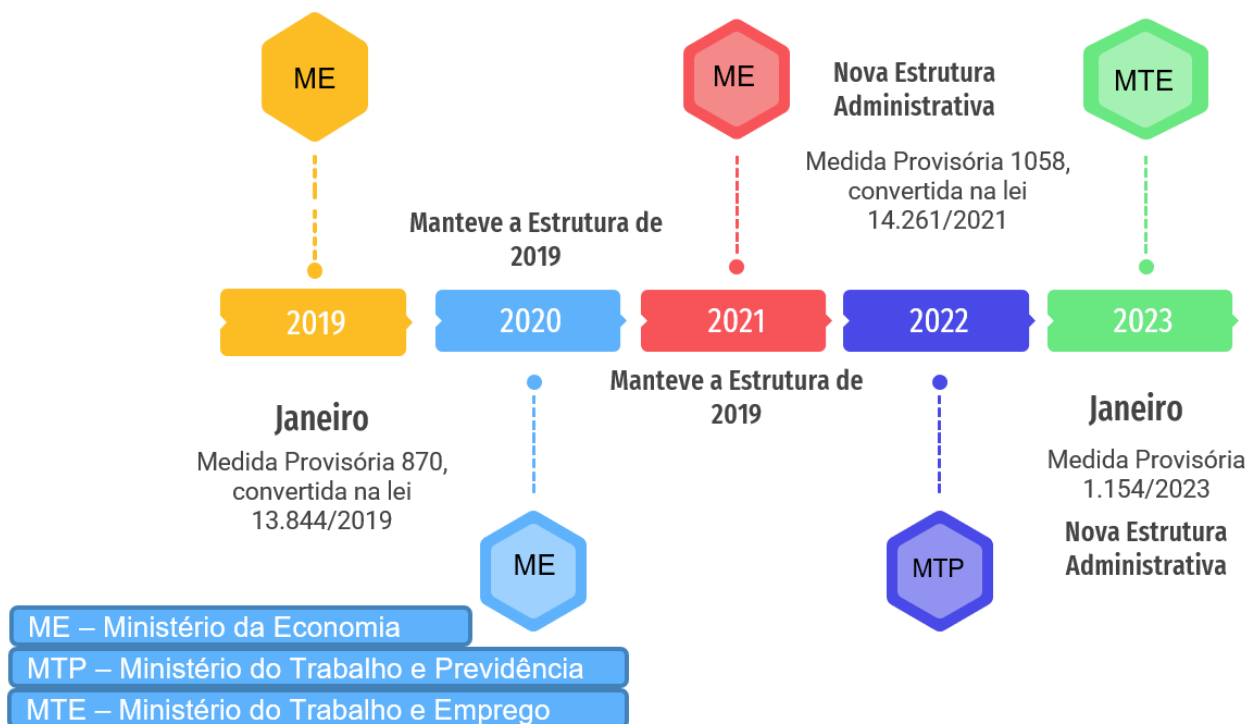 ME
ME
Nova Estrutura
Administrativa
MTE
Medida Provisória 1058,
convertida na lei
14.261/2021
Manteve a Estrutura de
2019
2019
2020
2021
2022
2023
Manteve a Estrutura de
2019
Janeiro
Medida Provisória 870,
convertida na lei
13.844/2019
Janeiro
Medida Provisória
1.154/2023
Nova Estrutura
Administrativa
ME
MTP
ME – Ministério da Economia
MTP – Ministério do Trabalho e Previdência
MTE – Ministério do Trabalho e Emprego